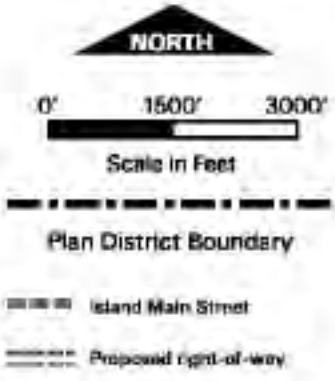 NORTH
0' 1500' 3000'
Scale in Feet
Plan District Boundary
Island Main Street
Proposed right-of-way